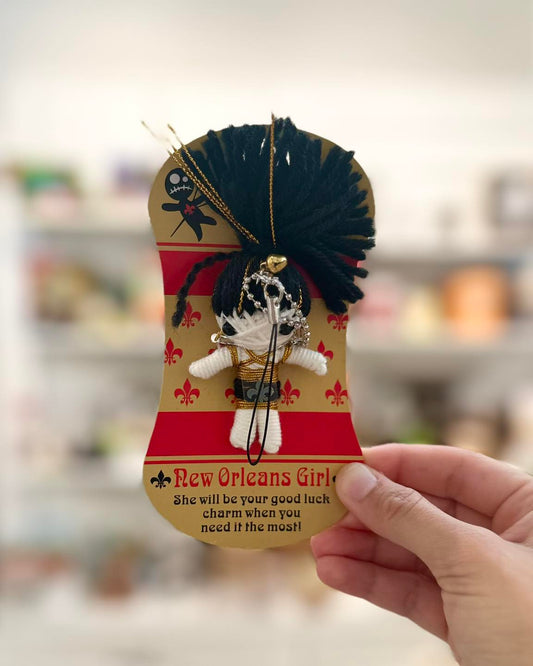 New Orleans Girl
She will be your good luck
charm when you
need it the most!